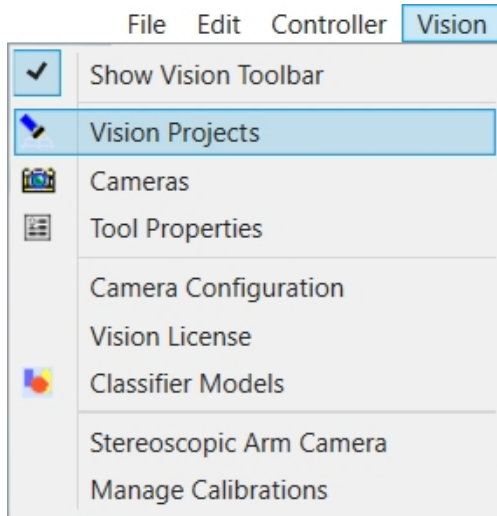 File Edit Controller Vision
Show Vision Toolbar
Vision Projects
Cameras
Tool Properties
Camera Configuration
Vision License
Classifier Models
Stereoscopic Arm Camera
Manage Calibrations